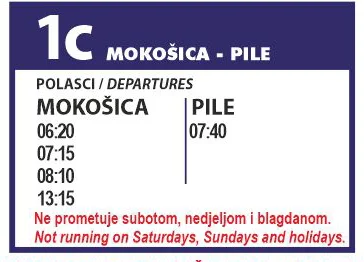 1c MOKOŠICA - PILE
POLASCI / DEPARTURES
MOKOŠICA PILE
06:20 07:40
07:15
08:10
13:15
Ne prometuje subotom, nedjeljom i blagdanom.
Not running on Saturdays, Sundays and holidays.